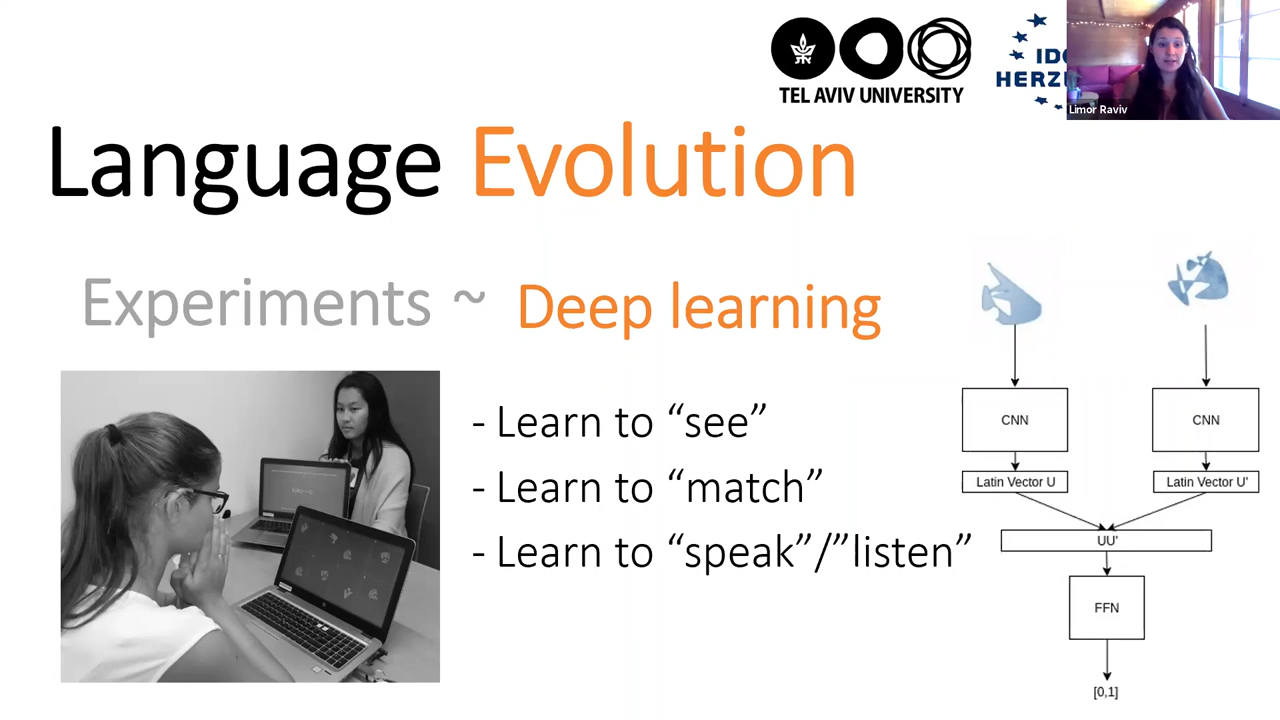 TEL AVIV UNIVERSITY
Limor Raviv
Language Evolution
Experiments ~ Deep learning
- Learn to “see”
- Learn to “match”
- Learn to “speak”/”listen”
CNN CNN
Latin Vector U Latin Vector U'
UU'
FFN
[0,1]